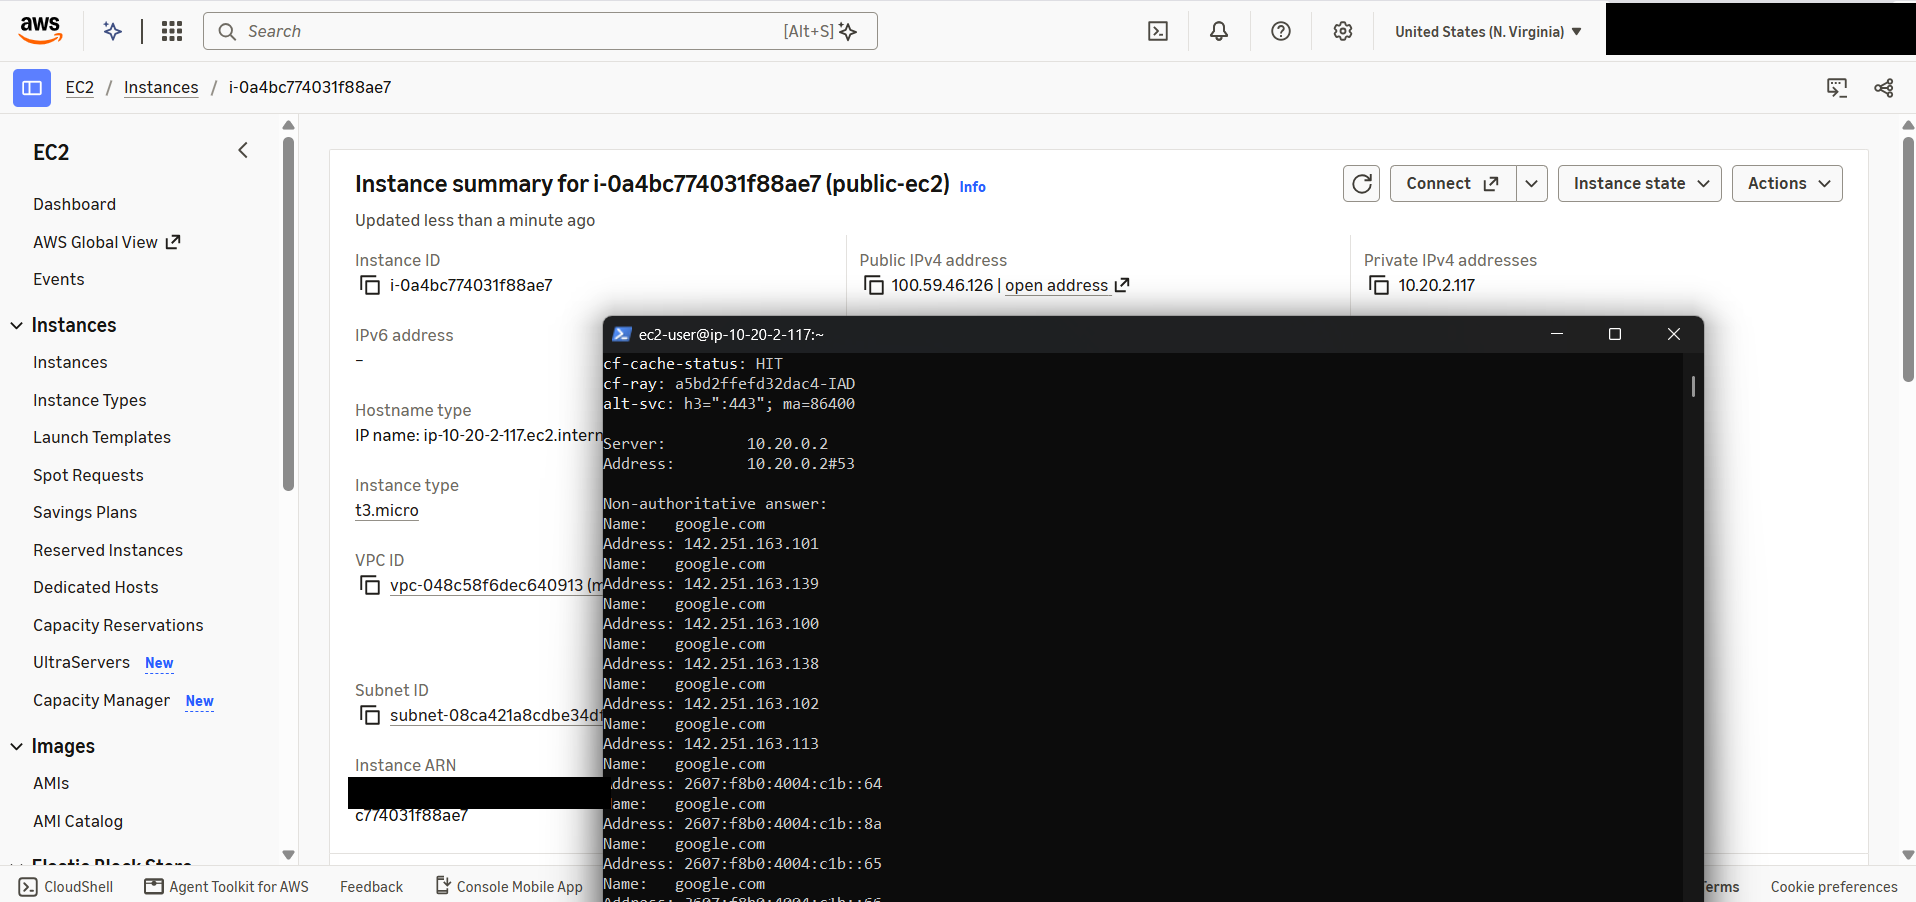 aws
Search
[Alt+S]
United States (N. Virginia)
EC2 / Instances / i-0a4bc774031f88ae7
EC2
Dashboard
AWS Global View
Events
Instances
Instances
Instance Types
Launch Templates
Spot Requests
Savings Plans
Reserved Instances
Dedicated Hosts
Capacity Reservations
UltraServers New
Capacity Manager New
Images
AMIs
AMI Catalog
Elastic Block Store
Instance summary for i-0a4bc774031f88ae7 (public-ec2) Info
Updated less than a minute ago
Connect
Instance state
Actions
Instance ID
i-0a4bc774031f88ae7
Public IPv4 address
100.59.46.126 | open address
Private IPv4 addresses
10.20.2.117
IPv6 address
–
Hostname type
IP name: ip-10-20-2-117.ec2.intern
Instance type
t3.micro
VPC ID
vpc-048c58f6dec640913 (m
Subnet ID
subnet-08ca421a8cdbe34d
Instance ARN
c774031f88ae7
ec2-user@ip-10-20-2-117:~
cf-cache-status: HIT
cf-ray: a5bd2ffefd32dac4-IAD
alt-svc: h3=":443"; ma=86400
Server: 10.20.0.2
Address: 10.20.0.2#53
Non-authoritative answer:
Name: google.com
Address: 142.251.163.101
Name: google.com
Address: 142.251.163.139
Name: google.com
Address: 142.251.163.100
Name: google.com
Address: 142.251.163.138
Name: google.com
Address: 142.251.163.102
Name: google.com
Address: 142.251.163.113
Name: google.com
Address: 2607:f8b0:4004:c1b::64
ame: google.com
Address: 2607:f8b0:4004:c1b::8a
Name: google.com
Address: 2607:f8b0:4004:c1b::65
Name: google.com
Address: 2607:f8b0:4004:c1b::66
CloudShell
Agent Toolkit for AWS
Feedback
Console Mobile App
Terms
Cookie preferences